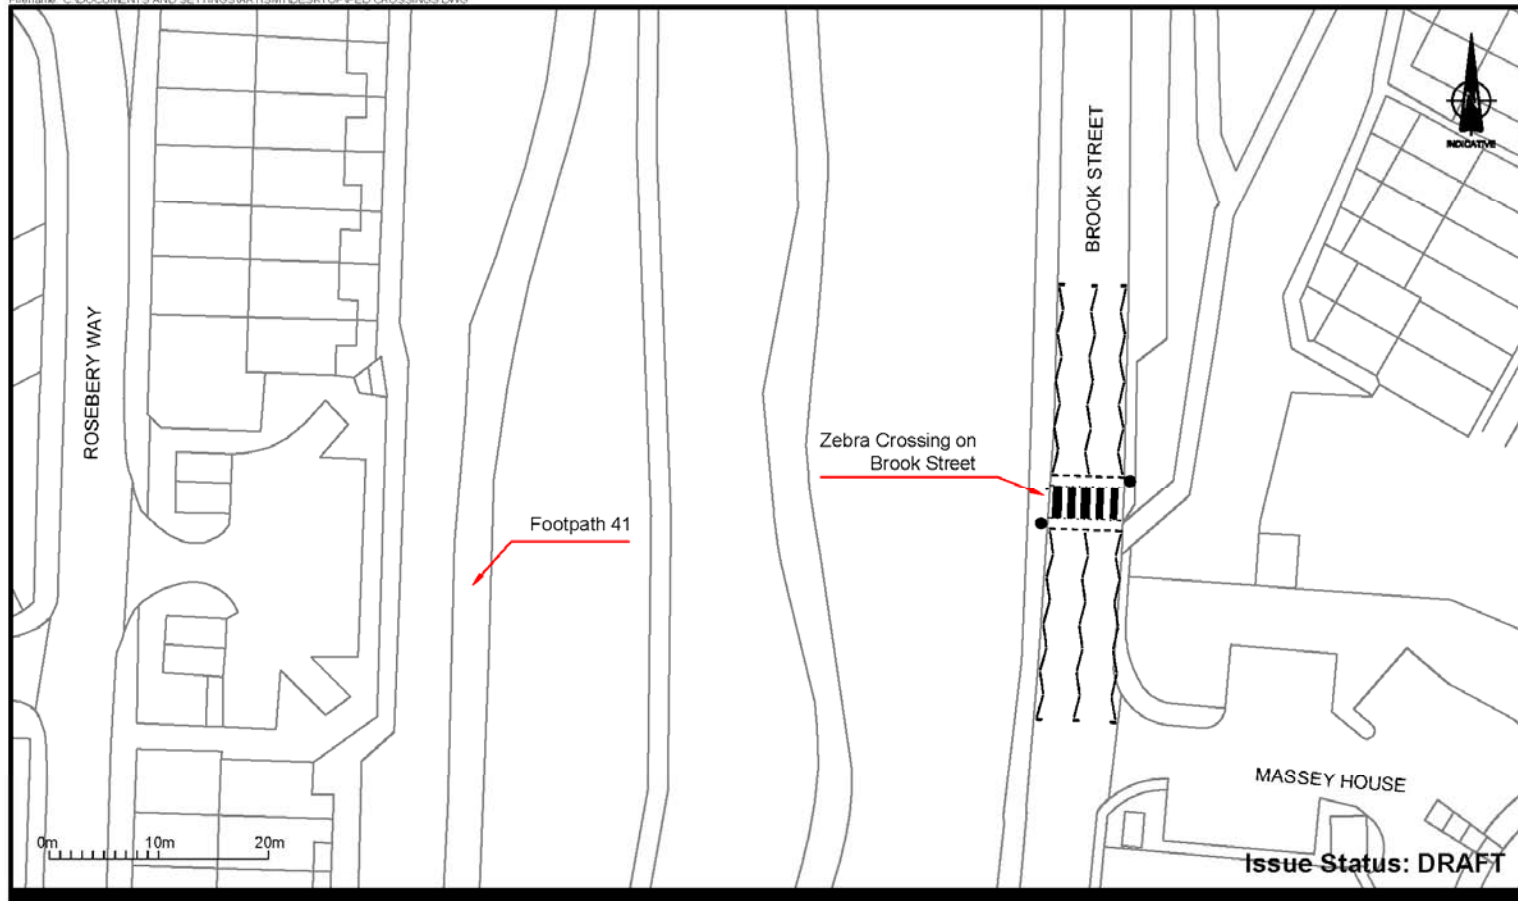 INDICATIVE
BROOK STREET
ROSEBERY WAY
Zebra Crossing on
Brook Street
Footpath 41
MASSEY HOUSE
0m 10m 20m
Issue Status: DRAFT